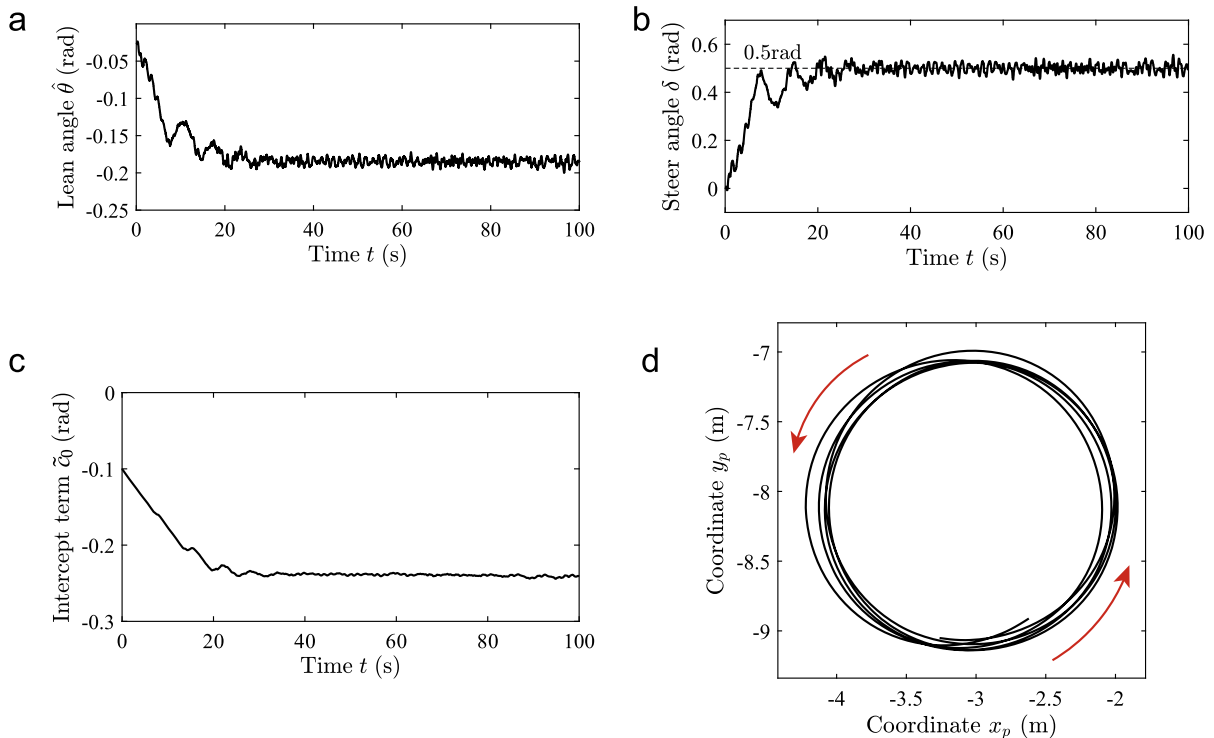 a
Lean angle θ̂ (rad)
-0.05
-0.1
-0.15
-0.2
-0.25
0 20 40 60 80 100
Time t (s)
b
Steer angle δ (rad)
0.6
0.4
0.2
0
0.5rad
0 20 40 60 80 100
Time t (s)
c
Intercept term c̃₀ (rad)
0
-0.1
-0.2
-0.3
0 20 40 60 80 100
Time t (s)
d
Coordinate yₚ (m)
-7
-7.5
-8
-8.5
-9
-4 -3.5 -3 -2.5 -2
Coordinate xₚ (m)